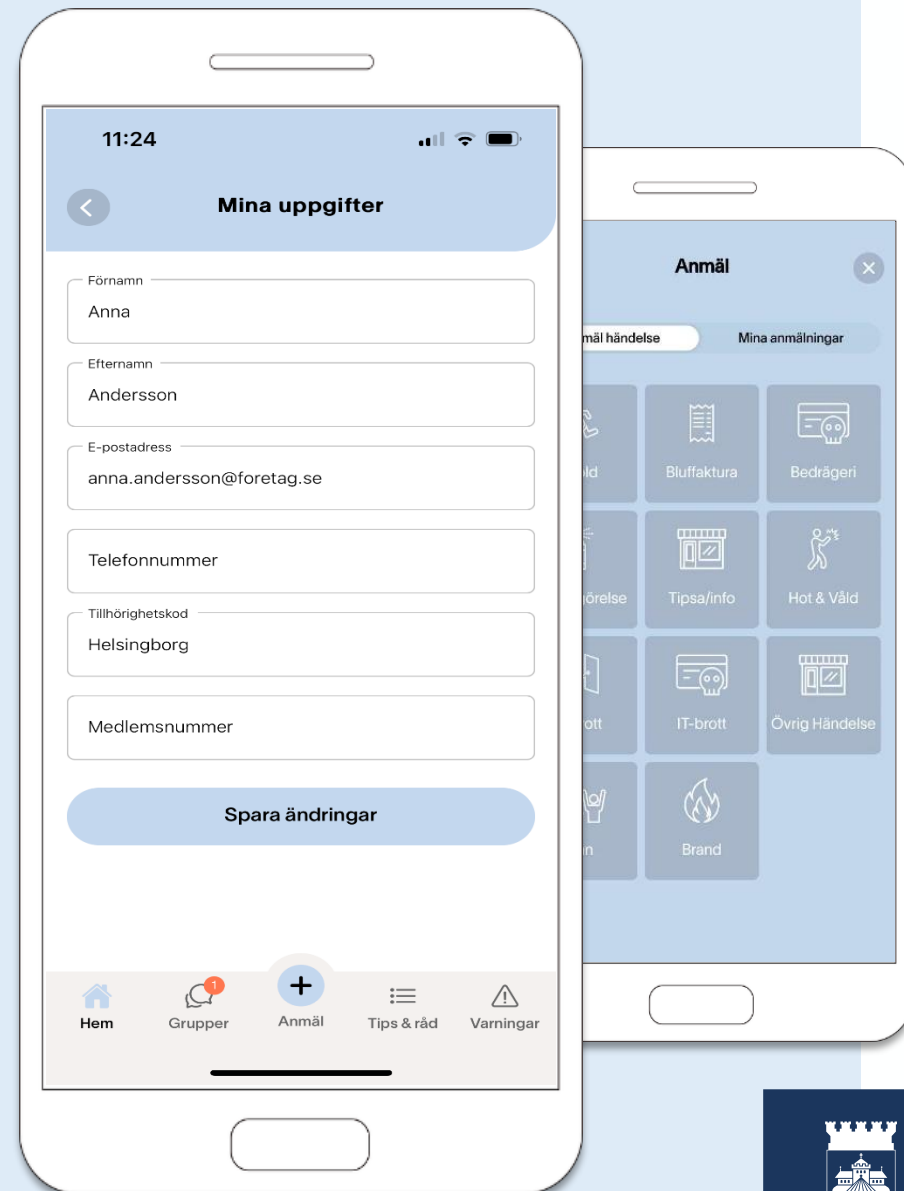 11:24
Mina uppgifter
Förnamn
Anna
Efternamn
Andersson
E-postadress
anna.andersson@foretag.se
Telefonnummer
Tillhörighetskod
Helsingborg
Medlemsnummer
Spara ändringar
1
Hem
Grupper
Anmäl
Tips & råd
Varningar
Anmäl
händelse
Mina anmälningar
Bluffaktura
Bedrägeri
Tipsa/info
Hot & Våld
IT-brott
Övrig Händelse
Brand